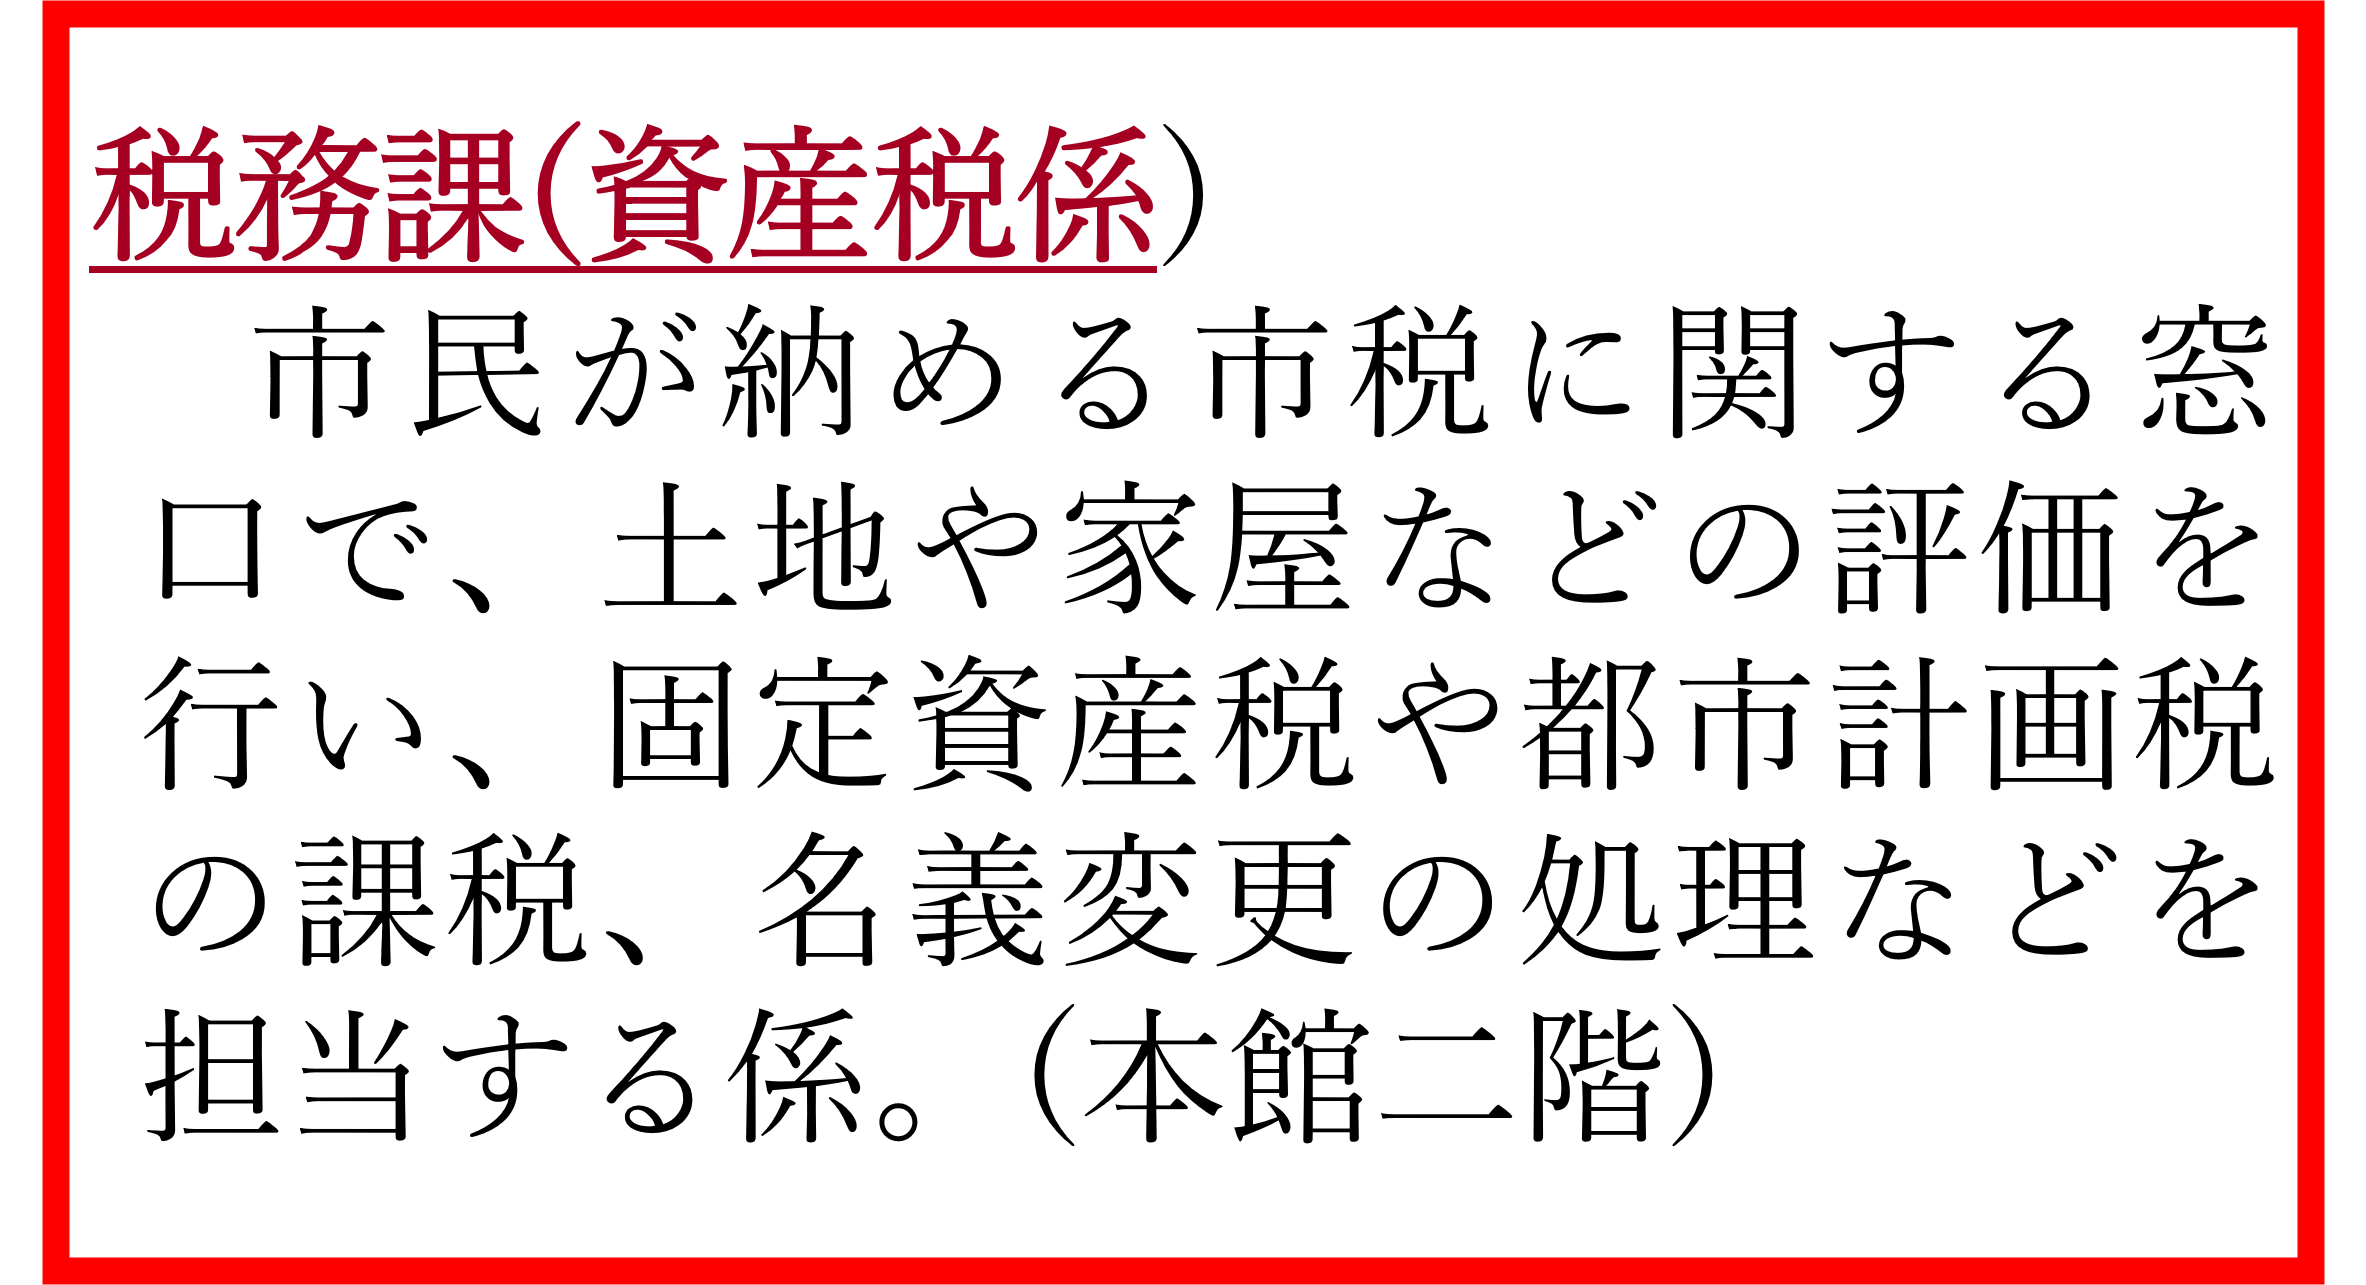 税務課(資産税係)
市民が納める市税に関する窓
口で、土地や家屋などの評価を
行い、固定資産税や都市計画税
の課税、名義変更の処理などを
担当する係。(本館二階)